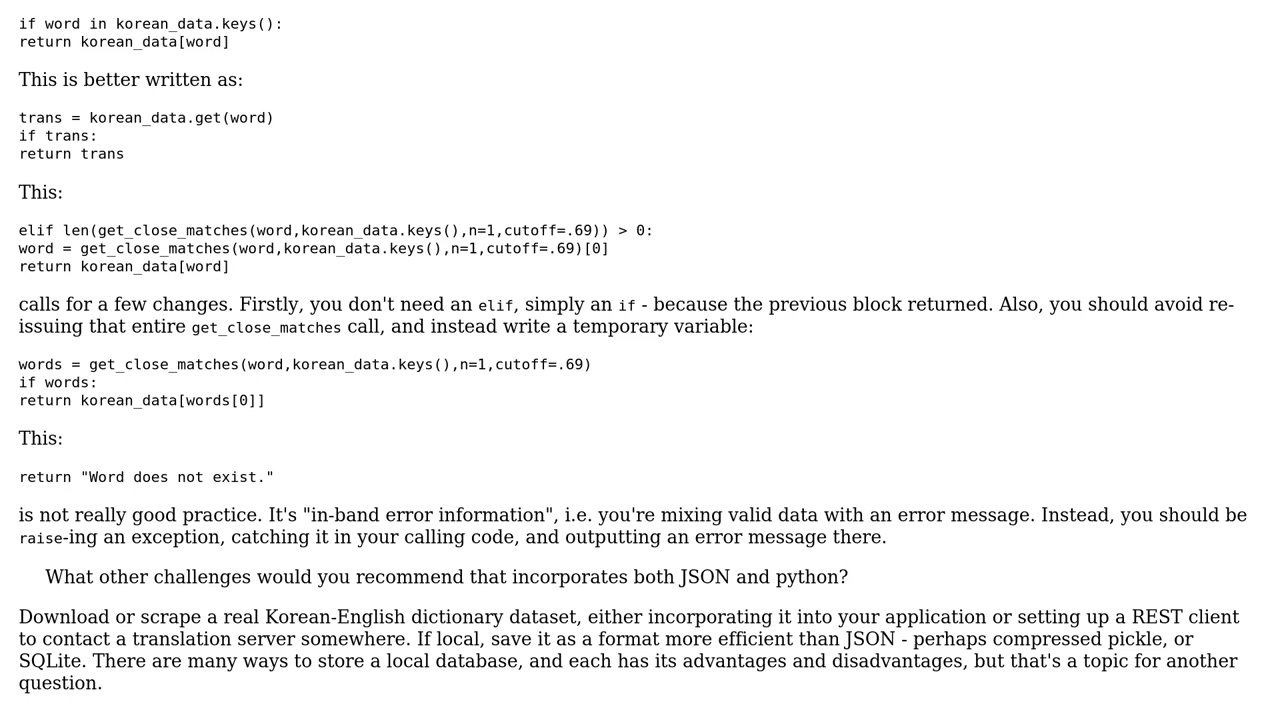 if word in korean_data.keys():
return korean_data[word]
This is better written as:
trans = korean_data.get(word)
if trans:
return trans
This:
elif len(get_close_matches(word,korean_data.keys(),n=1,cutoff=.69)) > 0:
word = get_close_matches(word,korean_data.keys(),n=1,cutoff=.69)[0]
return korean_data[word]
calls for a few changes. Firstly, you don't need an elif, simply an if - because the previous block returned. Also, you should avoid re-
issuing that entire get_close_matches call, and instead write a temporary variable:
words = get_close_matches(word,korean_data.keys(),n=1,cutoff=.69)
if words:
return korean_data[words[0]]
This:
return "Word does not exist."
is not really good practice. It's "in-band error information", i.e. you're mixing valid data with an error message. Instead, you should be
raise-ing an exception, catching it in your calling code, and outputting an error message there.
What other challenges would you recommend that incorporates both JSON and python?
Download or scrape a real Korean-English dictionary dataset, either incorporating it into your application or setting up a REST client
to contact a translation server somewhere. If local, save it as a format more efficient than JSON - perhaps compressed pickle, or
SQLite. There are many ways to store a local database, and each has its advantages and disadvantages, but that's a topic for another
question.